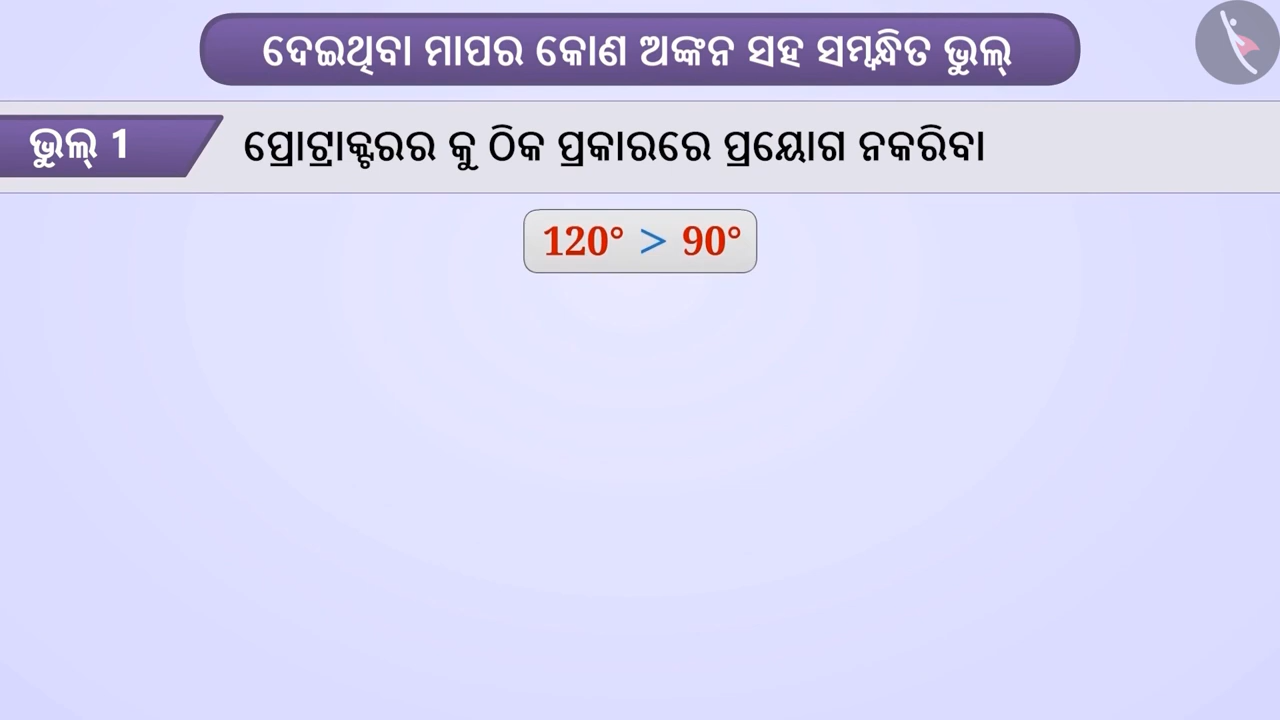 ଦେଇଥିବା ମାପର କୋଣ ଅଙ୍କନ ସହ ସମ୍ବନ୍ଧିତ ଭୁଲ୍
ଭୁଲ୍ 1
ପ୍ରୋଟ୍ରାକ୍ଟରର କୁ ଠିକ ପ୍ରକାରରେ ପ୍ରୟୋଗ ନକରିବା
120° > 90°